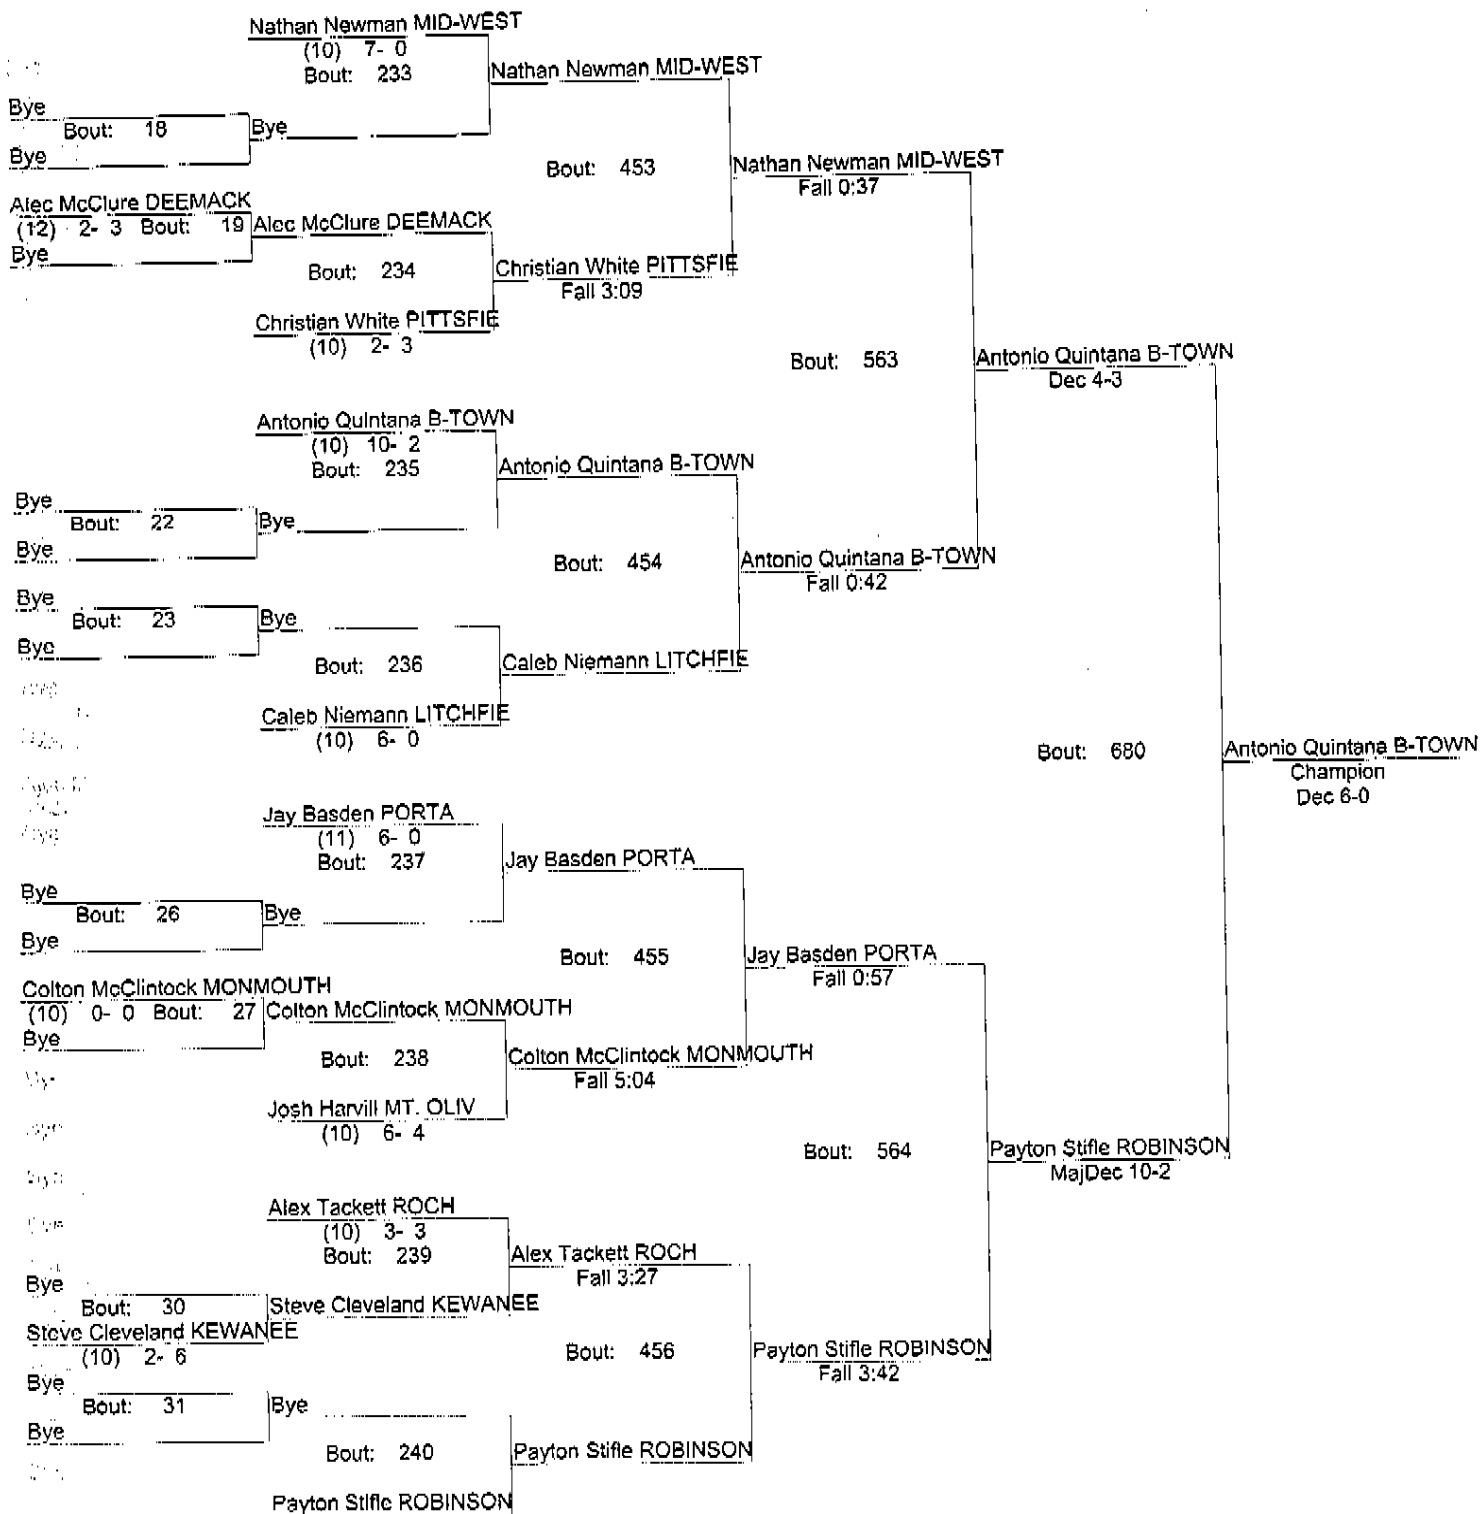 Nathan Newman MID-WEST
(10) 7- 0
Bout: 233
Nathan Newman MID-WEST
Bye
Bout: 18
Bye
Bye
Bout: 453
Nathan Newman MID-WEST
Fall 0:37
Alec McClure DEEMACK
(12) 2- 3 Bout: 19
Bye
Alec McClure DEEMACK
Bout: 234
Christian White PITTSFIE
Fall 3:09
Christian White PITTSFIE
(10) 2- 3
Bout: 563
Antonio Quintana B-TOWN
Dec 4-3
Antonio Quintana B-TOWN
(10) 10- 2
Bout: 235
Antonio Quintana B-TOWN
Bye
Bout: 22
Bye
Bye
Bout: 454
Antonio Quintana B-TOWN
Fall 0:42
Bye
Bout: 23
Bye
Bye
Bout: 236
Caleb Niemann LITCHFIE
Caleb Niemann LITCHFIE
(10) 6- 0
Bout: 680
Antonio Quintana B-TOWN
Champion
Dec 6-0
Jay Basden PORTA
(11) 6- 0
Bout: 237
Jay Basden PORTA
Bye
Bout: 26
Bye
Bye
Bout: 455
Jay Basden PORTA
Fall 0:57
Colton McClintock MONMOUTH
(10) 0- 0 Bout: 27
Bye
Colton McClintock MONMOUTH
Bout: 238
Colton McClintock MONMOUTH
Fall 5:04
Josh Harvill MT. OLIV
(10) 6- 4
Bout: 564
Payton Stifle ROBINSON
MajDec 10-2
Alex Tackett ROCH
(10) 3- 3
Bout: 239
Alex Tackett ROCH
Fall 3:27
Bye
Bout: 30
Steve Cleveland KEWANEE
Steve Cleveland KEWANEE
(10) 2- 6
Bout: 456
Payton Stifle ROBINSON
Fall 3:42
Bye
Bout: 31
Bye
Bye
Bout: 240
Payton Stifle ROBINSON
Payton Stifle ROBINSON